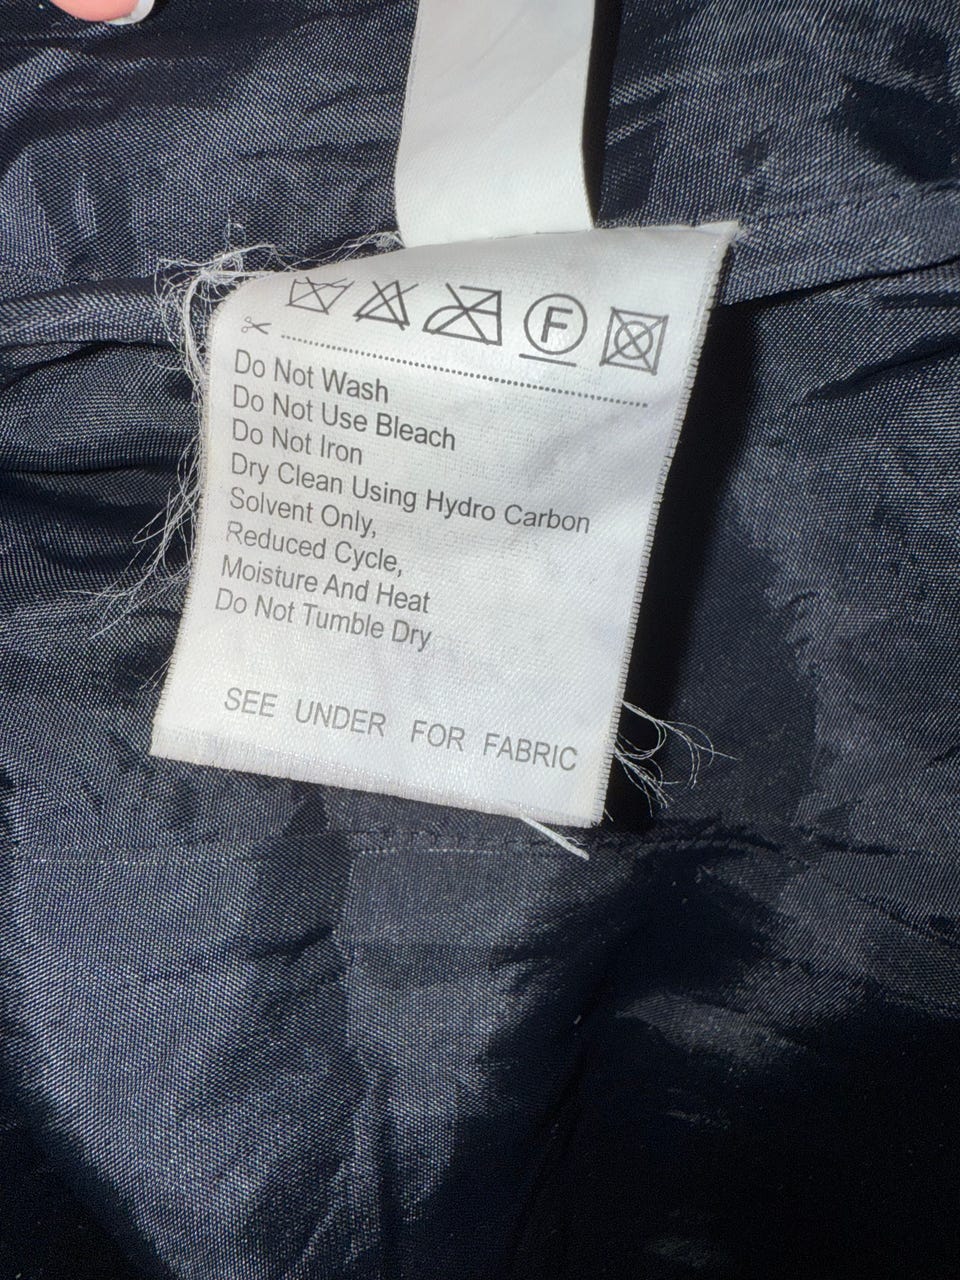 F
Do Not Wash
Do Not Use Bleach
Do Not Iron
Dry Clean Using Hydro Carbon
Solvent Only,
Reduced Cycle,
Moisture And Heat
Do Not Tumble Dry
SEE UNDER FOR FABRIC